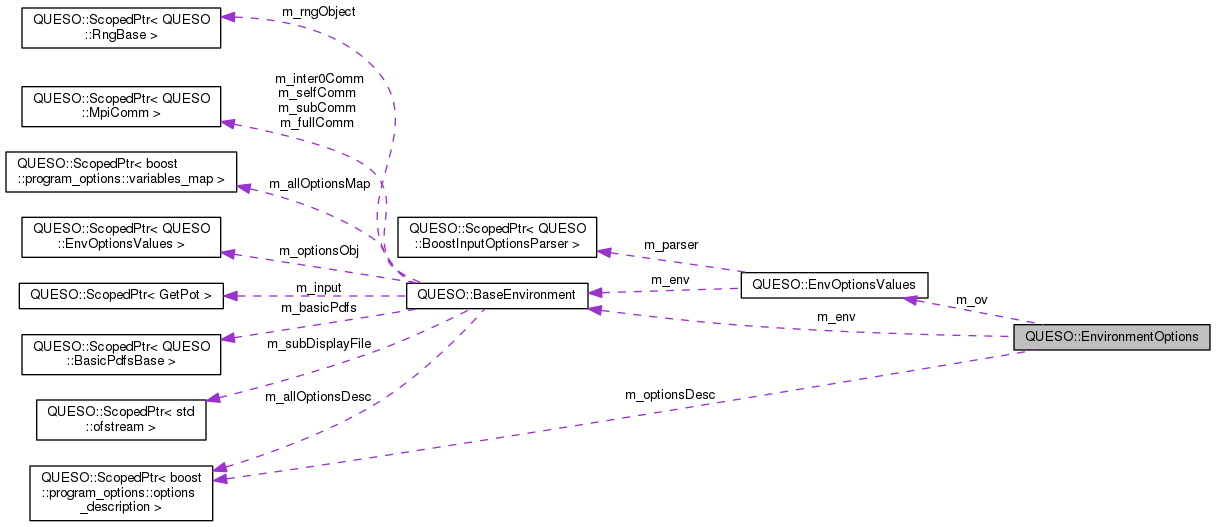 m_rngObject
QUESO::ScopedPtr< QUESO
::RngBase >
m_inter0Comm
m_selfComm
m_subComm
m_fullComm
QUESO::ScopedPtr< QUESO
::MpiComm >
QUESO::ScopedPtr< boost
::program_options::variables_map >
m_allOptionsMap
QUESO::ScopedPtr< QUESO
::EnvOptionsValues >
m_optionsObj
QUESO::ScopedPtr< QUESO
::BoostInputOptionsParser >
m_parser
QUESO::ScopedPtr< GetPot >
m_input
QUESO::BaseEnvironment
m_env
QUESO::EnvOptionsValues
m_ov
m_basicPdfs
m_env
QUESO::EnvironmentOptions
QUESO::ScopedPtr< QUESO
::BasicPdfsBase >
m_subDisplayFile
QUESO::ScopedPtr< std
::ofstream >
m_allOptionsDesc
m_optionsDesc
QUESO::ScopedPtr< boost
::program_options::options
_description >